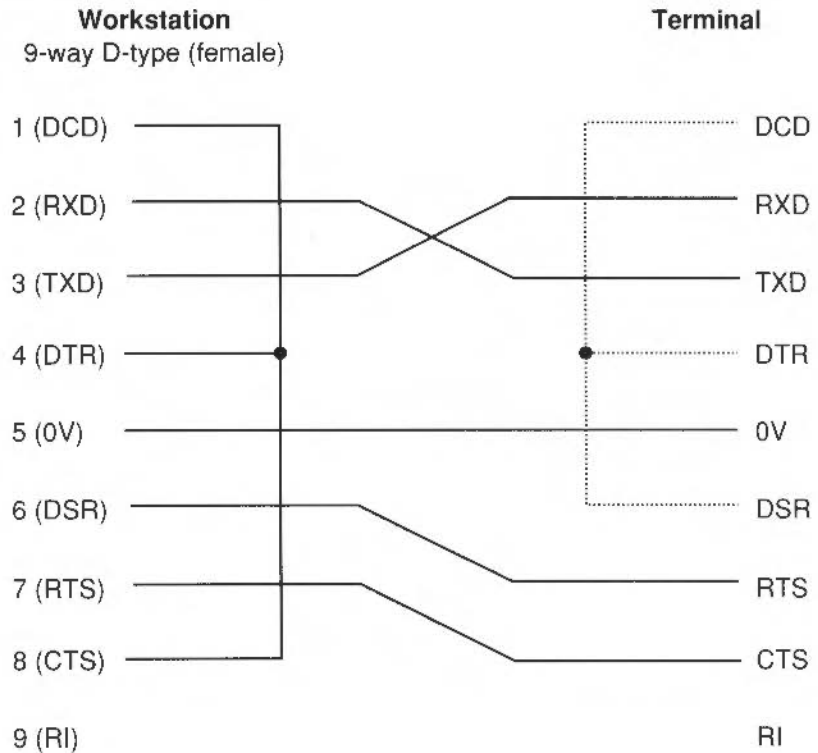 Workstation Terminal
9-way D-type (female)
1 (DCD) DCD
2 (RXD) RXD
3 (TXD) TXD
4 (DTR) DTR
5 (0V) 0V
6 (DSR) DSR
7 (RTS) RTS
8 (CTS) CTS
9 (RI) RI